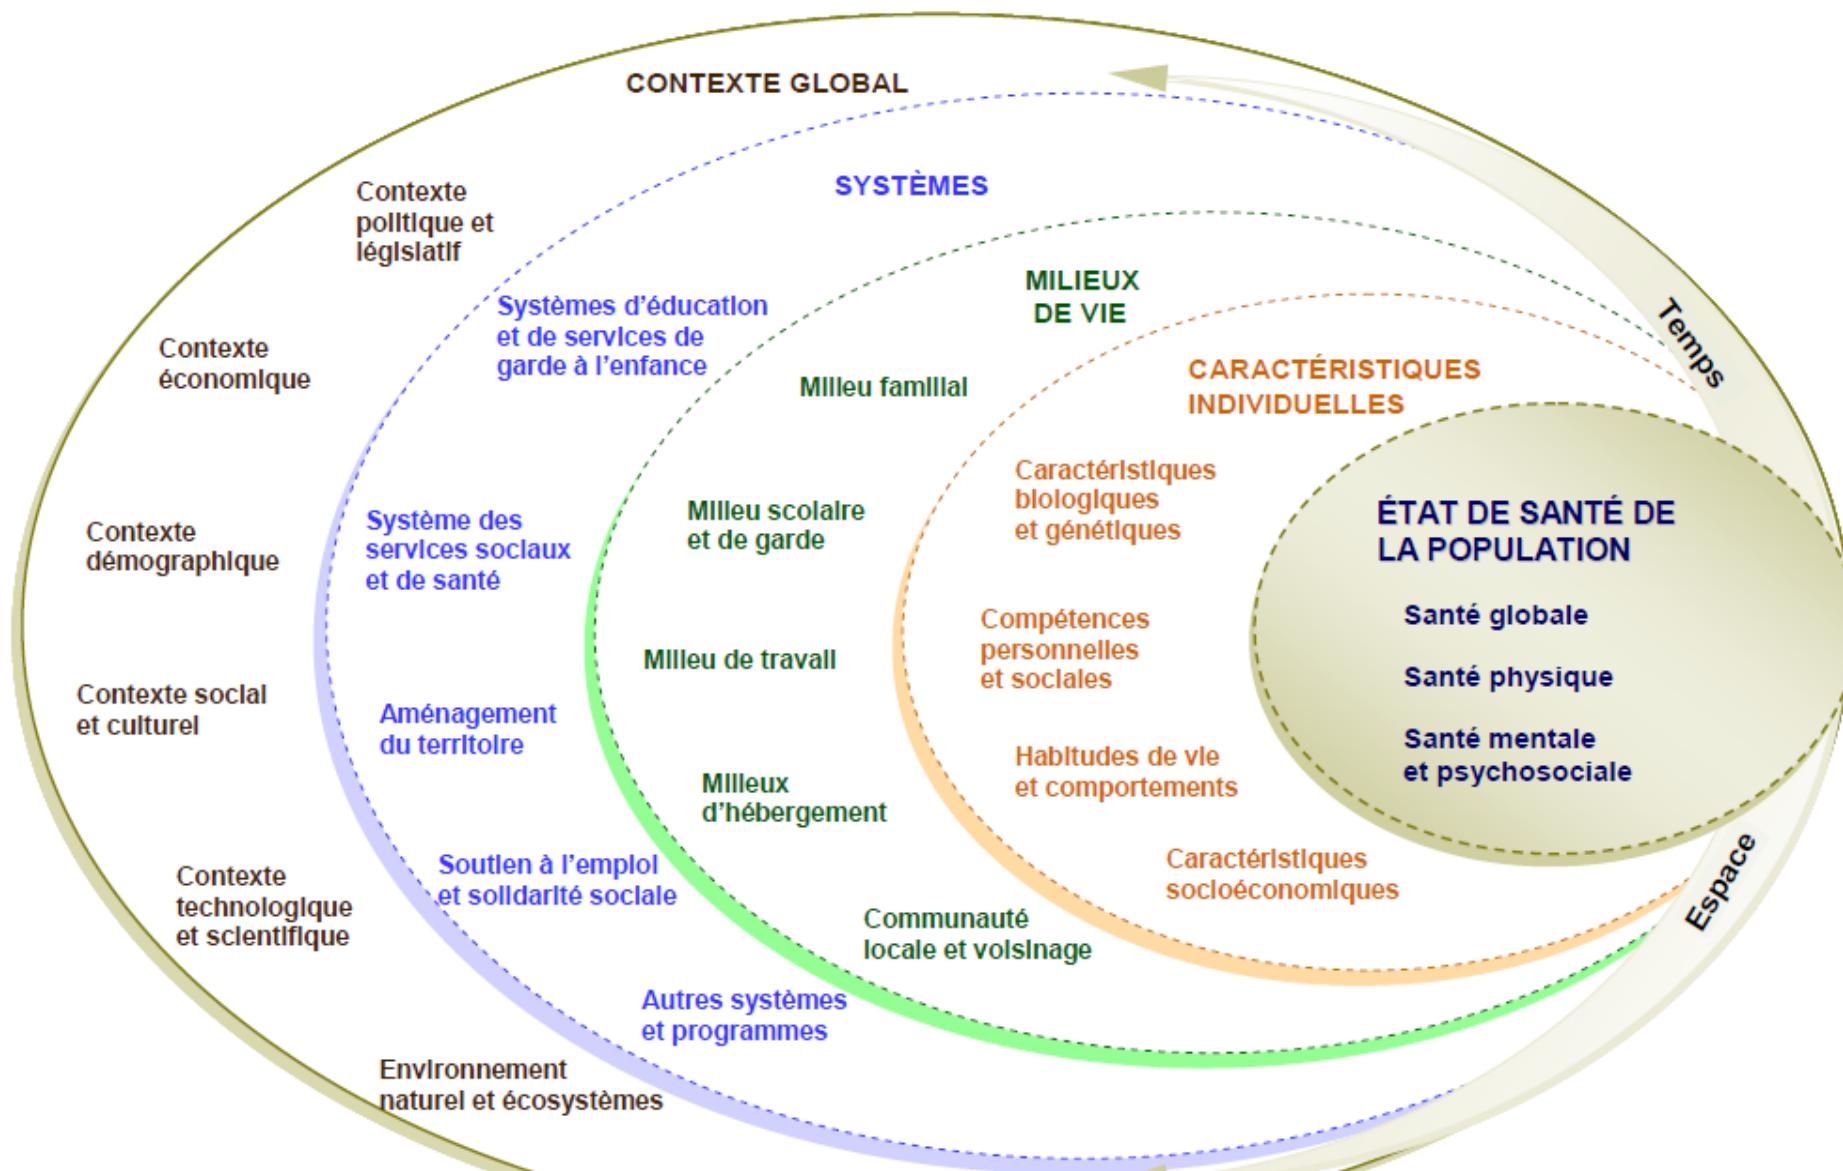 CONTEXTE GLOBAL
Contexte
politique et
législatif
Contexte
économique
Contexte
démographique
Contexte social
et culturel
Contexte
technologique
et scientifique
Environnement
naturel et écosystèmes
SYSTÈMES
Systèmes d’éducation
et de services de
garde à l’enfance
Système des
services sociaux
et de santé
Aménagement
du territoire
Soutien à l’emploi
et solidarité sociale
Autres systèmes
et programmes
MILIEUX
DE VIE
Milieu familial
Milieu scolaire
et de garde
Milieu de travail
Milieux
d’hébergement
Communauté
locale et voisinage
CARACTÉRISTIQUES
INDIVIDUELLES
Caractéristiques
biologiques
et génétiques
Compétences
personnelles
et sociales
Habitudes de vie
et comportements
Caractéristiques
socioéconomiques
ÉTAT DE SANTÉ DE
LA POPULATION
Santé globale
Santé physique
Santé mentale
et psychosociale
Temps
Espace